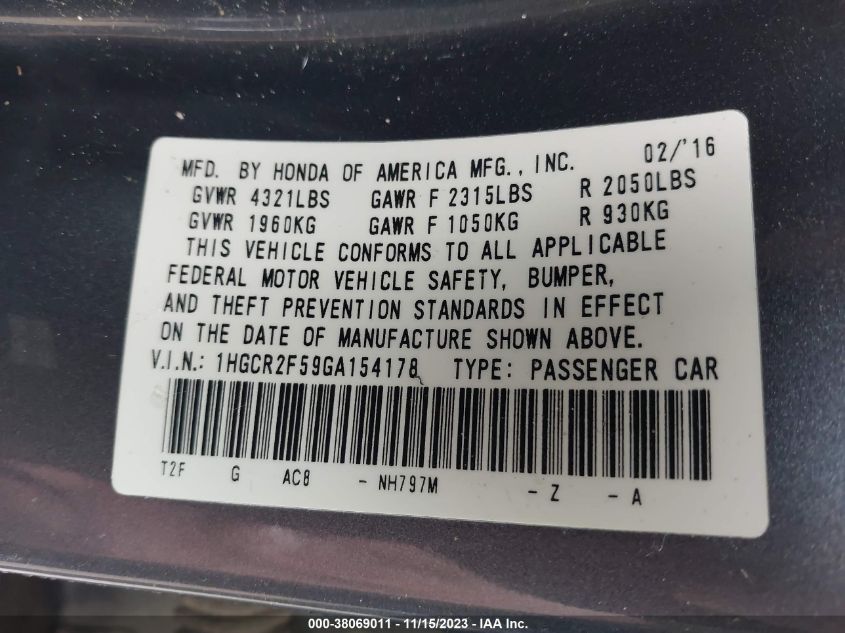 MFD. BY HONDA OF AMERICA MFG., INC. 02/'16
GVWR 4321LBS GAWR F 2315LBS R 2050LBS
GVWR 1960KG GAWR F 1050KG R 930KG
THIS VEHICLE CONFORMS TO ALL APPLICABLE
FEDERAL MOTOR VEHICLE SAFETY, BUMPER,
AND THEFT PREVENTION STANDARDS IN EFFECT
ON THE DATE OF MANUFACTURE SHOWN ABOVE.
V.I.N.: 1HGCR2F59GA154178 TYPE: PASSENGER CAR
T2F G AC8 - NH797M - Z - A
000-38069011 - 11/15/2023 - IAA Inc.